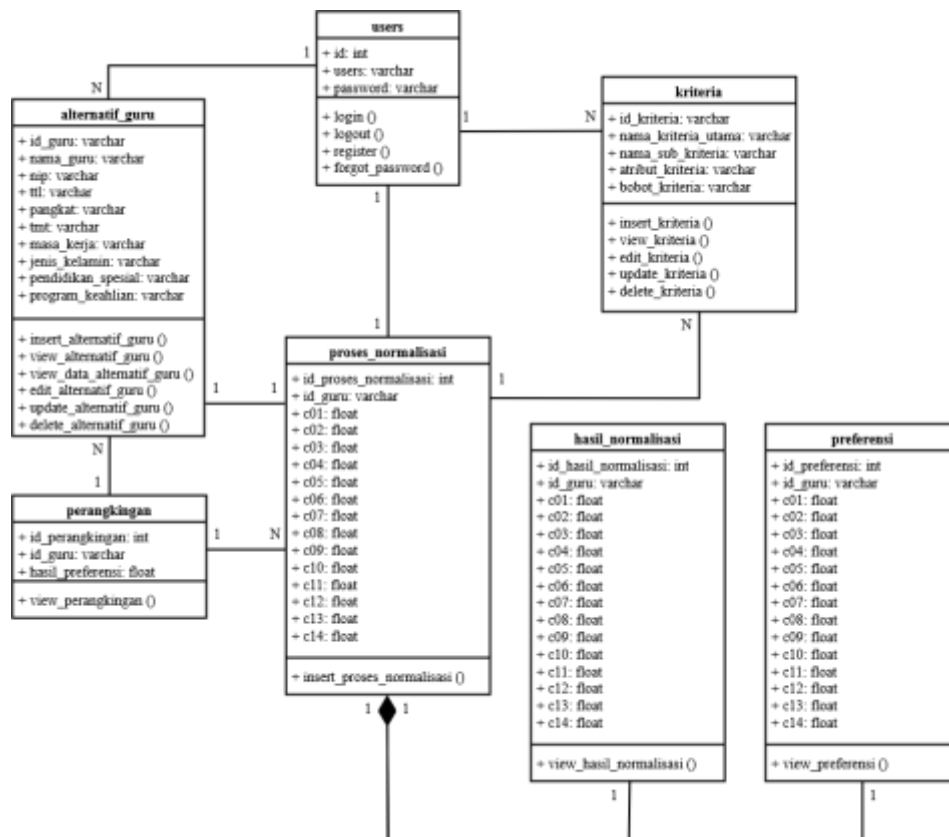 users
+ id: int
+ users: varchar
+ password: varchar
+ login ()
+ logout ()
+ register ()
+ forgot_password ()
1
N
1
N
1
1
alternatif_guru
+ id_guru: varchar
+ nama_guru: varchar
+ nip: varchar
+ ttl: varchar
+ pangkat: varchar
+ tmt: varchar
+ masa_kerja: varchar
+ jenis_kelamin: varchar
+ pendidikan_spesial: varchar
+ program_keahlian: varchar
+ insert_alternatif_guru ()
+ view_alternatif_guru ()
+ view_data_alternatif_guru ()
+ edit_alternatif_guru ()
+ update_alternatif_guru ()
+ delete_alternatif_guru ()
1
1
N
1
kriteria
+ id_kriteria: varchar
+ nama_kriteria_utama: varchar
+ nama_sub_kriteria: varchar
+ atribut_kriteria: varchar
+ bobot_kriteria: varchar
+ insert_kriteria ()
+ view_kriteria ()
+ edit_kriteria ()
+ update_kriteria ()
+ delete_kriteria ()
N
1
perangkingan
+ id_perangkingan: int
+ id_guru: varchar
+ hasil_preferensi: float
+ view_perangkingan ()
1
N
proses_normalisasi
+ id_proses_normalisasi: int
+ id_guru: varchar
+ c01: float
+ c02: float
+ c03: float
+ c04: float
+ c05: float
+ c06: float
+ c07: float
+ c08: float
+ c09: float
+ c10: float
+ c11: float
+ c12: float
+ c13: float
+ c14: float
+ insert_proses_normalisasi ()
1
1
hasil_normalisasi
+ id_hasil_normalisasi: int
+ id_guru: varchar
+ c01: float
+ c02: float
+ c03: float
+ c04: float
+ c05: float
+ c06: float
+ c07: float
+ c08: float
+ c09: float
+ c10: float
+ c11: float
+ c12: float
+ c13: float
+ c14: float
+ view_hasil_normalisasi ()
1
preferensi
+ id_preferensi: int
+ id_guru: varchar
+ c01: float
+ c02: float
+ c03: float
+ c04: float
+ c05: float
+ c06: float
+ c07: float
+ c08: float
+ c09: float
+ c10: float
+ c11: float
+ c12: float
+ c13: float
+ c14: float
+ view_preferensi ()
1